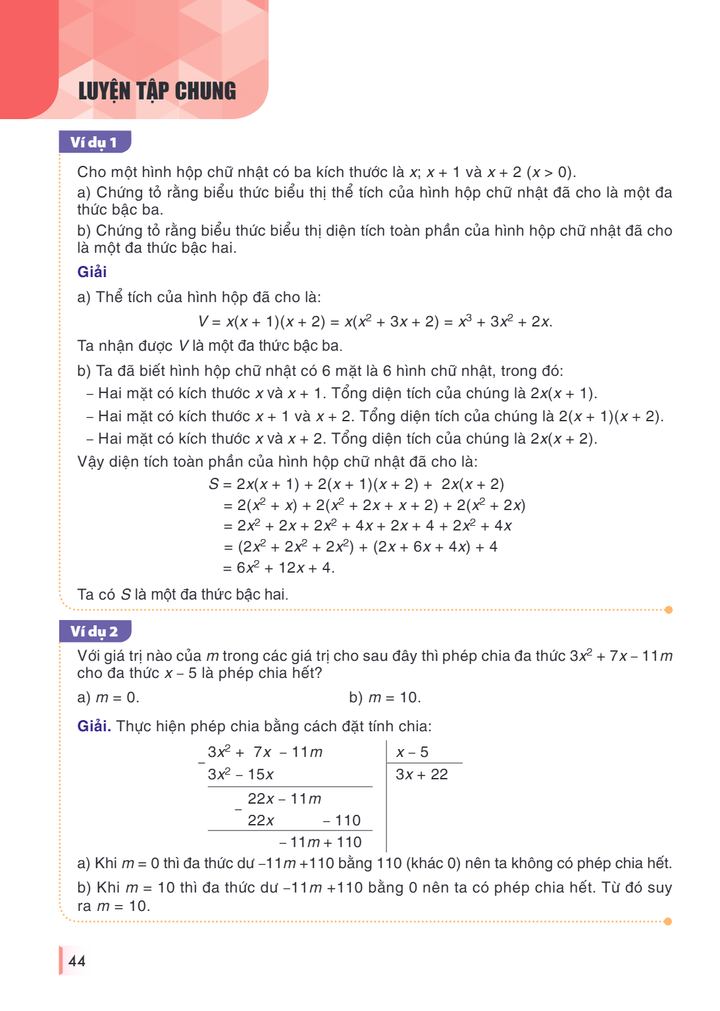 LUYỆN TẬP CHUNG
Ví dụ 1
Cho một hình hộp chữ nhật có ba kích thước là x; x + 1 và x + 2 (x > 0).
a) Chứng tỏ rằng biểu thức biểu thị thể tích của hình hộp chữ nhật đã cho là một đa
thức bậc ba.
b) Chứng tỏ rằng biểu thức biểu thị diện tích toàn phần của hình hộp chữ nhật đã cho
là một đa thức bậc hai.
Giải
a) Thể tích của hình hộp đã cho là:
V = x(x + 1)(x + 2) = x(x² + 3x + 2) = x³ + 3x² + 2x.
Ta nhận được V là một đa thức bậc ba.
b) Ta đã biết hình hộp chữ nhật có 6 mặt là 6 hình chữ nhật, trong đó:
– Hai mặt có kích thước x và x + 1. Tổng diện tích của chúng là 2x(x + 1).
– Hai mặt có kích thước x + 1 và x + 2. Tổng diện tích của chúng là 2(x + 1)(x + 2).
– Hai mặt có kích thước x và x + 2. Tổng diện tích của chúng là 2x(x + 2).
Vậy diện tích toàn phần của hình hộp chữ nhật đã cho là:
S = 2x(x + 1) + 2(x + 1)(x + 2) + 2x(x + 2)
= 2(x² + x) + 2(x² + 2x + x + 2) + 2(x² + 2x)
= 2x² + 2x + 2x² + 4x + 2x + 4 + 2x² + 4x
= (2x² + 2x² + 2x²) + (2x + 6x + 4x) + 4
= 6x² + 12x + 4.
Ta có S là một đa thức bậc hai.
Ví dụ 2
Với giá trị nào của m trong các giá trị cho sau đây thì phép chia đa thức 3x² + 7x – 11m
cho đa thức x – 5 là phép chia hết?
a) m = 0. b) m = 10.
Giải. Thực hiện phép chia bằng cách đặt tính chia:
3x² + 7x – 11m x – 5
–
3x² – 15x 3x + 22
22x – 11m
–
22x – 110
– 11m + 110
a) Khi m = 0 thì đa thức dư –11m +110 bằng 110 (khác 0) nên ta không có phép chia hết.
b) Khi m = 10 thì đa thức dư –11m +110 bằng 0 nên ta có phép chia hết. Từ đó suy
ra m = 10.
44